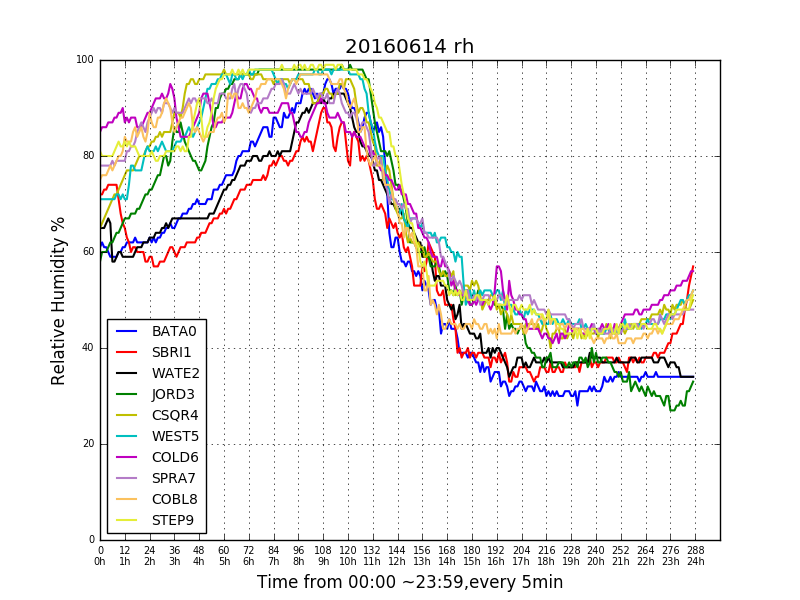 20160614 rh
100
80
60
40
20
0
Relative Humidity %
BATA0
SBRI1
WATE2
JORD3
CSQR4
WEST5
COLD6
SPRA7
COBL8
STEP9
0 12 24 36 48 60 72 84 96 108 120 132 144 156 168 180 192 204 216 228 240 252 264 276 288
0h 1h 2h 3h 4h 5h 6h 7h 8h 9h 10h 11h 12h 13h 14h 15h 16h 17h 18h 19h 20h 21h 22h 23h 24h
Time from 00:00 ~23:59,every 5min